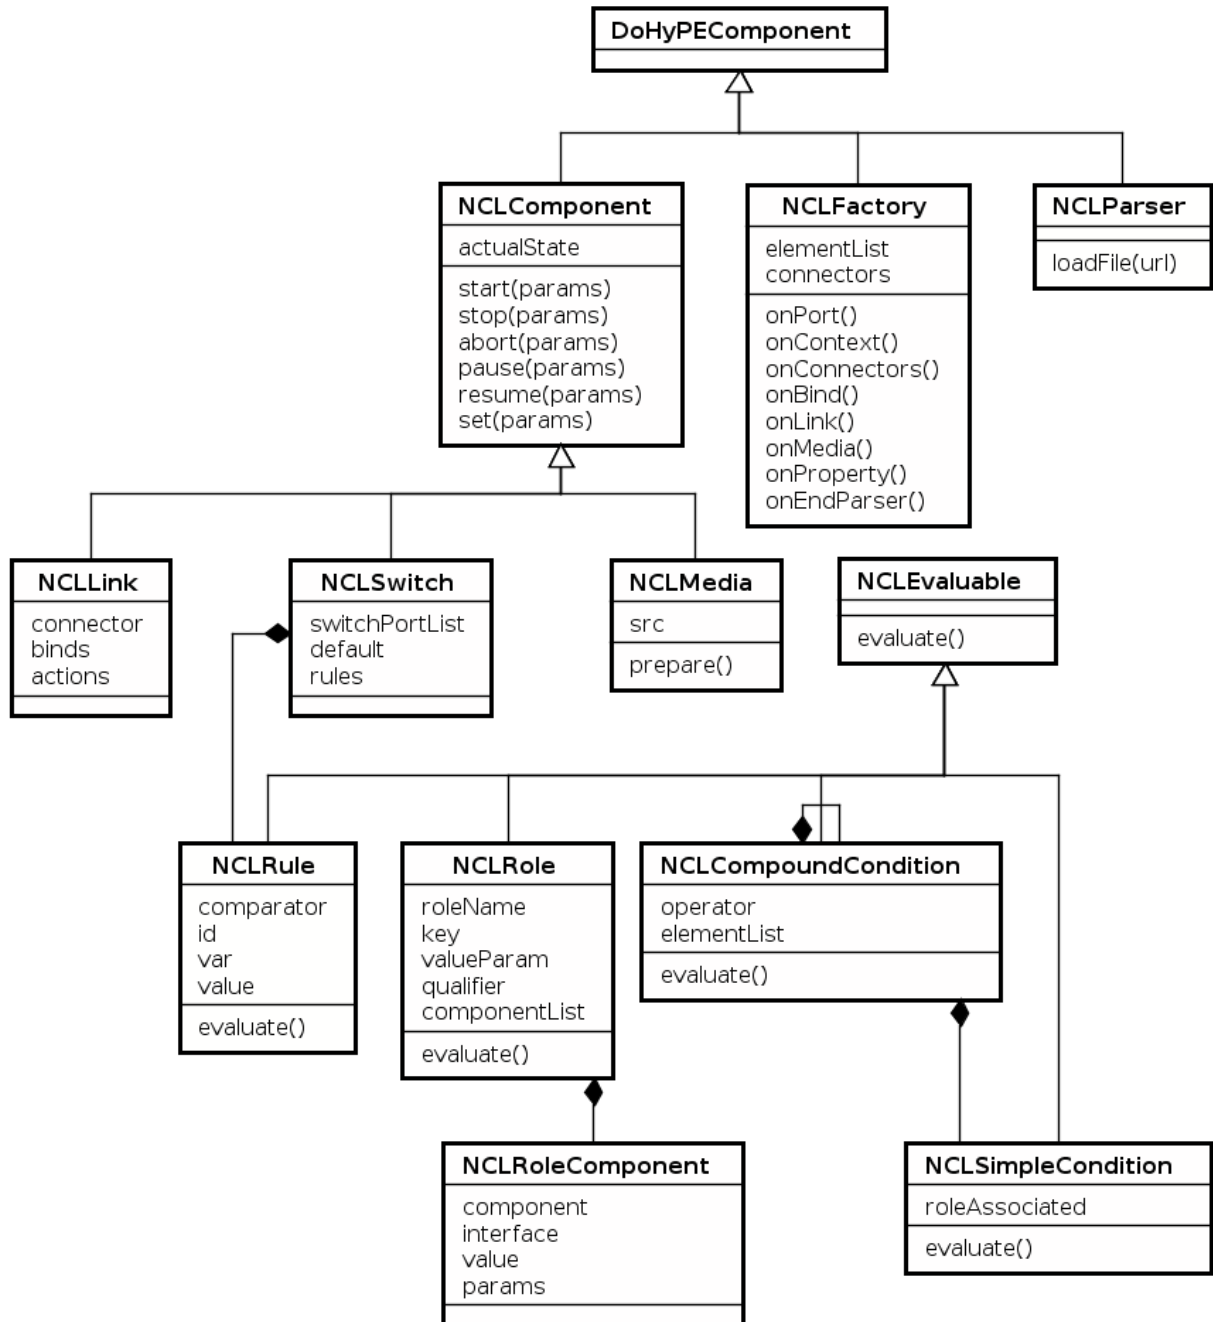 DoHyPEComponent
NCLComponent
actualState
start(params)
stop(params)
abort(params)
pause(params)
resume(params)
set(params)
NCLFactory
elementList
connectors
onPort()
onContext()
onConnectors()
onBind()
onLink()
onMedia()
onProperty()
onEndParser()
NCLParser
loadFile(url)
NCLLink
connector
binds
actions
NCLSwitch
switchPortList
default
rules
NCLMedia
src
prepare()
NCLEvaluable
evaluate()
NCLRule
comparator
id
var
value
evaluate()
NCLRole
roleName
key
valueParam
qualifier
componentList
evaluate()
NCLCompoundCondition
operator
elementList
evaluate()
NCLRoleComponent
component
interface
value
params
NCLSimpleCondition
roleAssociated
evaluate()